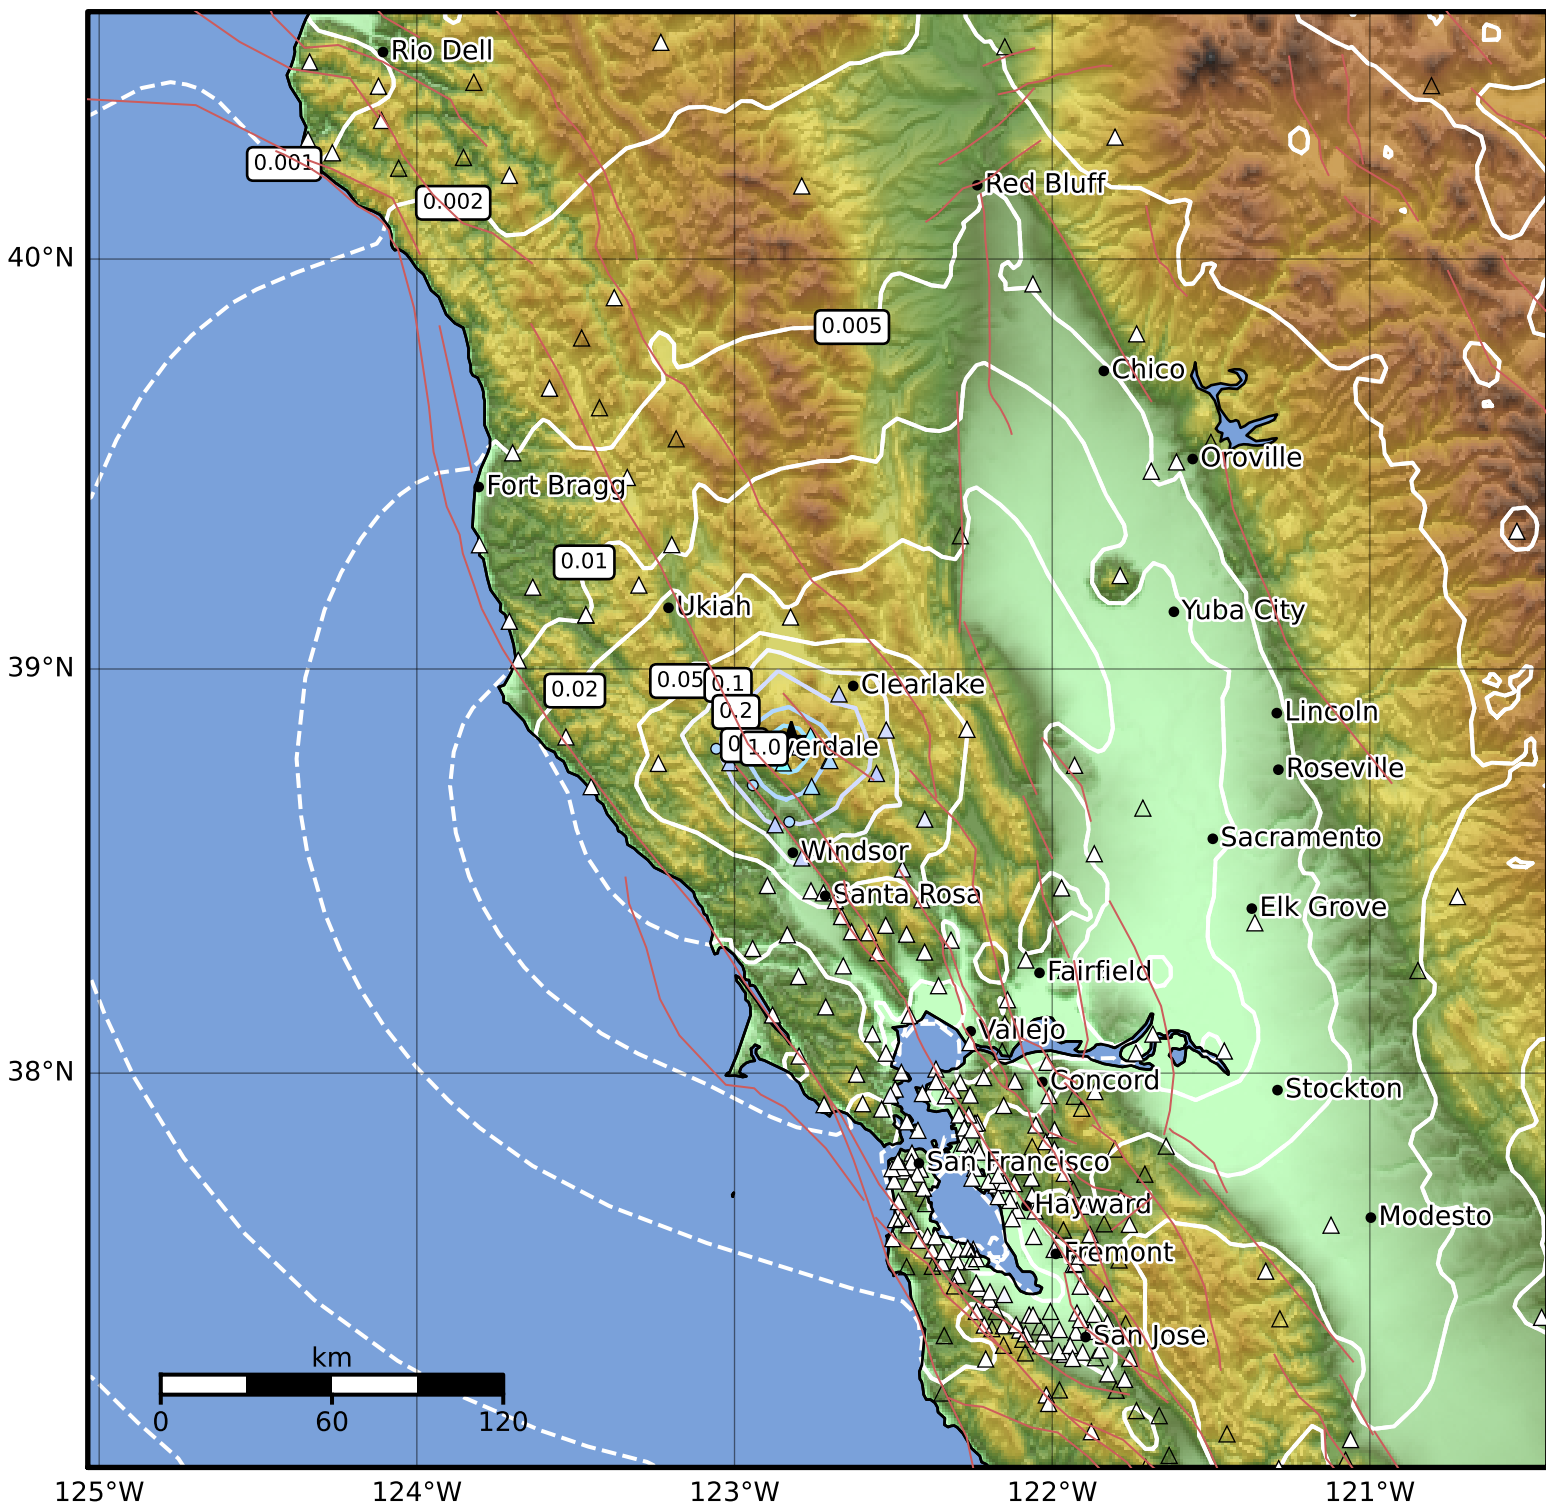 Rio Dell
0.001
Red Bluff
0.002
40°N
0.005
Chico
Oroville
Fort Bragg
0.01
Ukiah
Yuba City
39°N
0.05
0.1
Clearlake
0.02
0.2
Lincoln
1.0
verdale
Roseville
Sacramento
Windsor
Santa Rosa
Elk Grove
Fairfield
Vallejo
38°N
Concord
Stockton
San Francisco
Hayward
Modesto
Fremont
San Jose
km
0 60 120
125°W 124°W 123°W 122°W 121°W